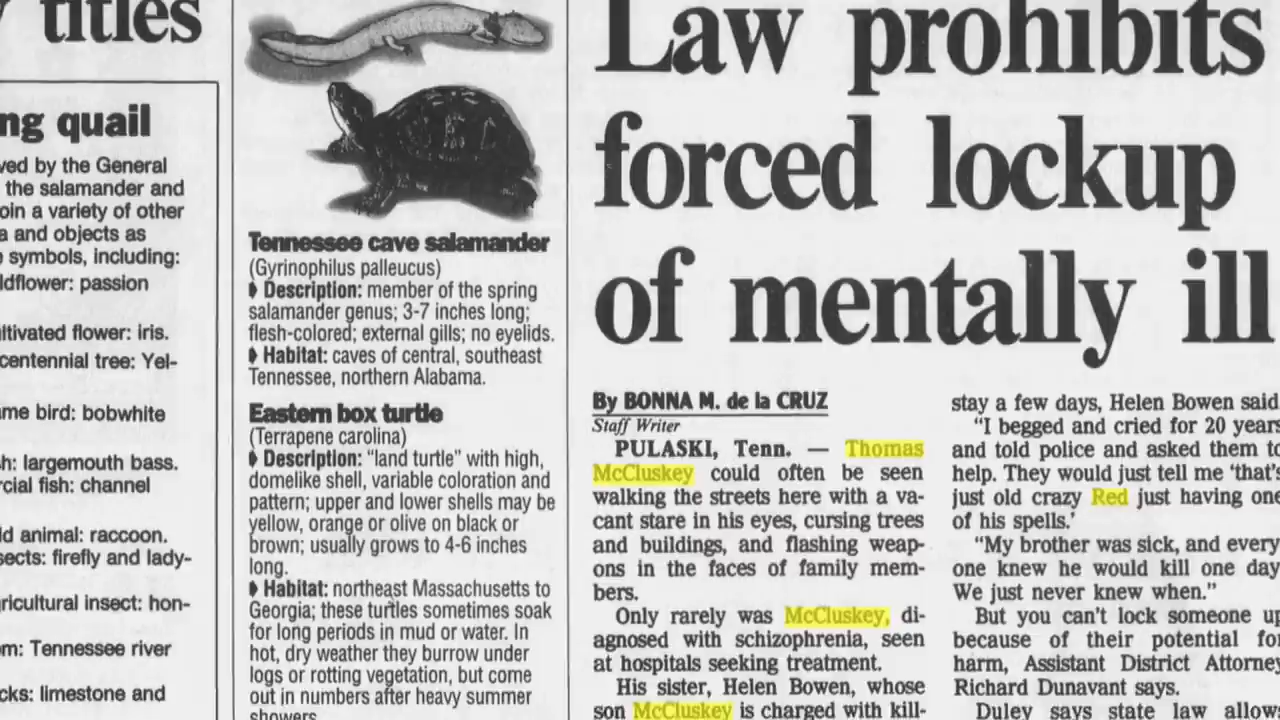 titles
ng quail
ved by the General
the salamander and
oin a variety of other
a and objects as
symbols, including:
ldflower: passion
ltivated flower: iris.
centennial tree: Yel-
me bird: bobwhite
h: largemouth bass.
cial fish: channel
ld animal: raccoon.
sects: firefly and lady-
ricultural insect: hon-
m: Tennessee river
cks: limestone and
Tennessee cave salamander
(Gyrinophilus palleucus)
Description: member of the spring
salamander genus; 3-7 inches long;
flesh-colored; external gills; no eyelids.
Habitat: caves of central, southeast
Tennessee, northern Alabama.
Eastern box turtle
(Terrapene carolina)
Description: "land turtle" with high,
domelike shell, variable coloration and
pattern; upper and lower shells may be
yellow, orange or olive on black or
brown; usually grows to 4-6 inches
long.
Habitat: northeast Massachusetts to
Georgia; these turtles sometimes soak
for long periods in mud or water. In
hot, dry weather they burrow under
logs or rotting vegetation, but come
out in numbers after heavy summer
showers.
Law prohibits
forced lockup
of mentally ill
By BONNA M. de la CRUZ
Staff Writer
PULASKI, Tenn. — Thomas
McCluskey could often be seen
walking the streets here with a va-
cant stare in his eyes, cursing trees
and buildings, and flashing weap-
ons in the faces of family mem-
bers.
Only rarely was McCluskey, di-
agnosed with schizophrenia, seen
at hospitals seeking treatment.
His sister, Helen Bowen, whose
son McCluskey is charged with kill-
stay a few days, Helen Bowen said.
"I begged and cried for 20 years
and told police and asked them to
help. They would just tell me 'that's
just old crazy Red just having one
of his spells.'
"My brother was sick, and every
one knew he would kill one day.
We just never knew when."
But you can't lock someone up
because of their potential for
harm, Assistant District Attorney
Richard Dunavant says.
Duley says state law allows